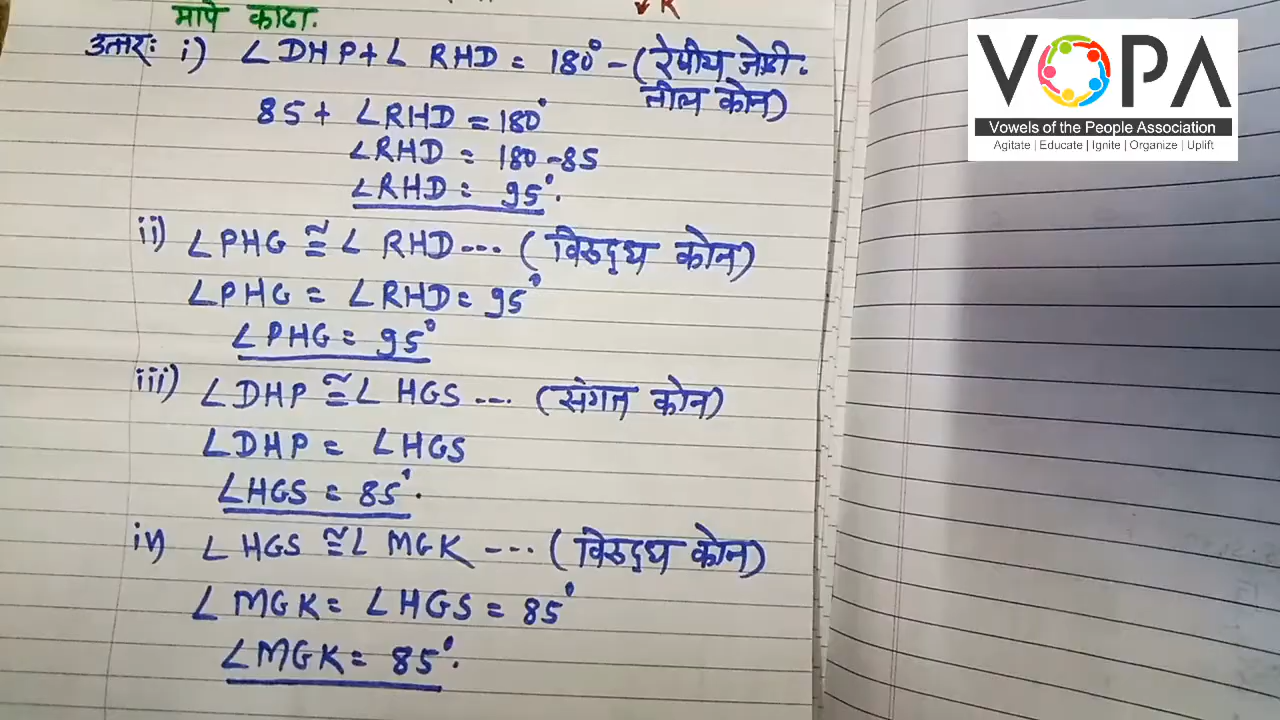 मापे काढा.
K
उत्तरः i) ∠DHP + ∠ RHD = 180° - (रेषीय जोडी.
तील कोन)
85 + ∠RHD = 180°
∠RHD = 180 - 85
∠RHD = 95°.
ii) ∠PHG ≅ ∠ RHD --- (विरुद्ध कोन)
∠PHG = ∠RHD = 95°
∠PHG = 95°
iii) ∠DHP ≅ ∠ HGS --- (संगत कोन)
∠DHP = ∠HGS
∠HGS = 85°.
iv) ∠ HGS ≅ ∠ MGK --- (विरुद्ध कोन)
∠ MGK = ∠HGS = 85°
∠MGK = 85°.
VOPA
Vowels of the People Association
Agitate | Educate | Ignite | Organize | Uplift